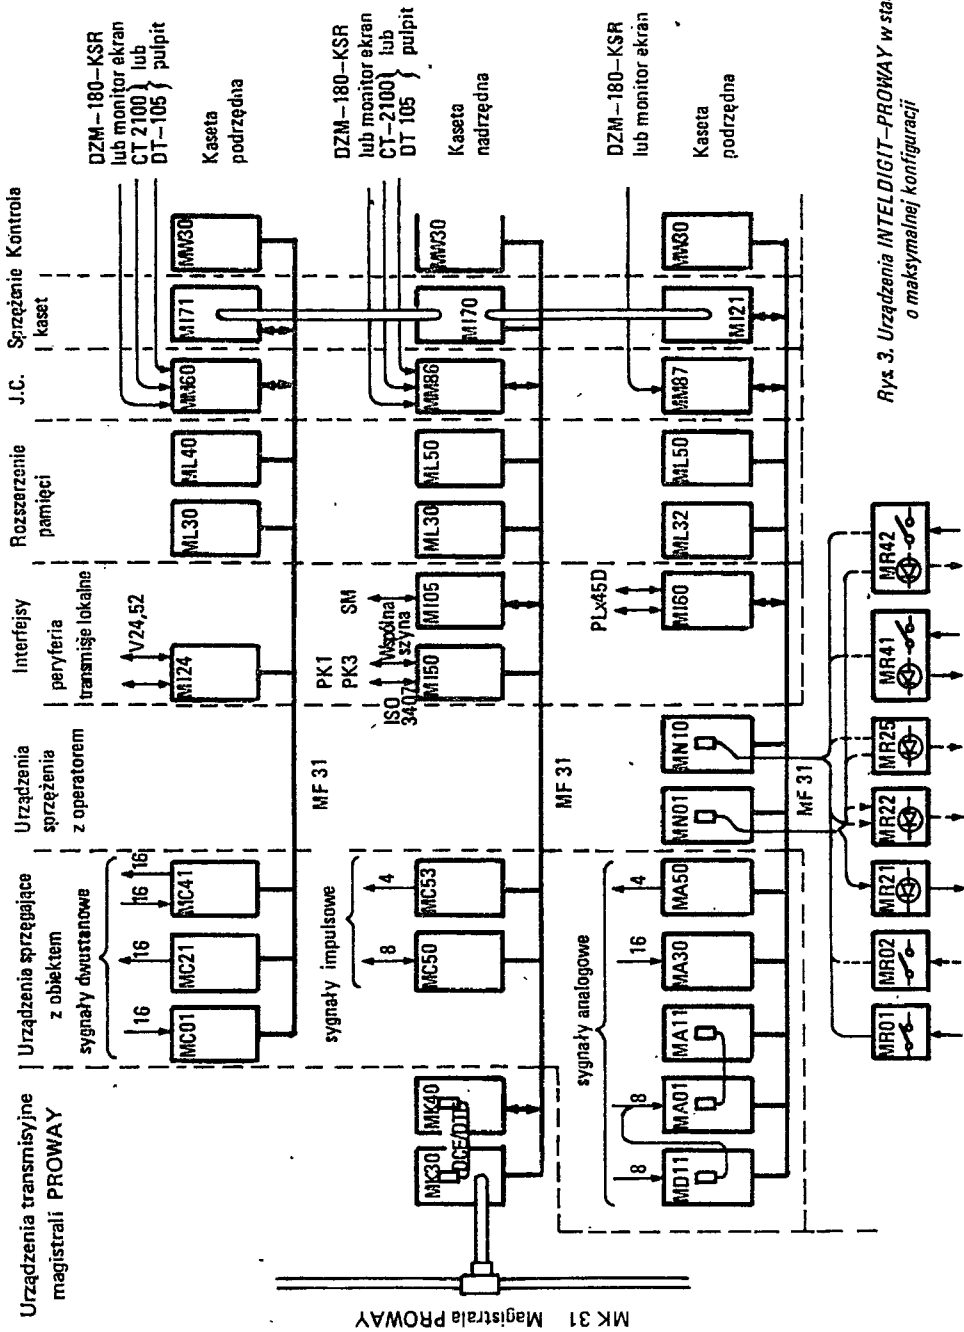 Urządzenia transmisyjne
magistrali PROWAY
Urządzenia sprzęgające
z obiektem
sygnały dwustanowe
Urządzenia
sprzężenia
z operatorem
Interfejsy
peryferia
transmisje lokalne
Rozszerzenie
pamięci
J.C.
Sprzężenie
kaset
Kontrola
16
16
16
16
V24,52
MC01
MC21
MC41
MI24
ML30
ML40
MM60
MI71
MW30
DZM-180-KSR
lub monitor ekran
CT 2100 } lub
DT-105 } pulpit
Kaseta
podrzędna
MF 31
sygnały impulsowe
8
4
PK1
PK3
ISO
3407
Wspólna
szyna
SM
MK30
MK40
DCE/DTE
MC50
MC53
MI50
MI05
ML30
ML50
MM86
MI70
MW30
DZM-180-KSR
lub monitor ekran
CT-2100 } lub
DT 105 } pulpit
Kaseta
nadrzędna
MF 31
MK 31 Magistrala PROWAY
sygnały analogowe
8
8
16
4
PLx45D
MD11
MA01
MA11
MA30
MA50
MN01
MN10
MI60
ML32
ML50
MM87
MI21
MW30
DZM-180-KSR
lub monitor ekran
Kaseta
podrzędna
MF 31
MR01
MR02
MR21
MR22
MR25
MR41
MR42
Rys. 3. Urządzenia INTELDIGIT-PROWAY w sta
o maksymalnej konfiguracji